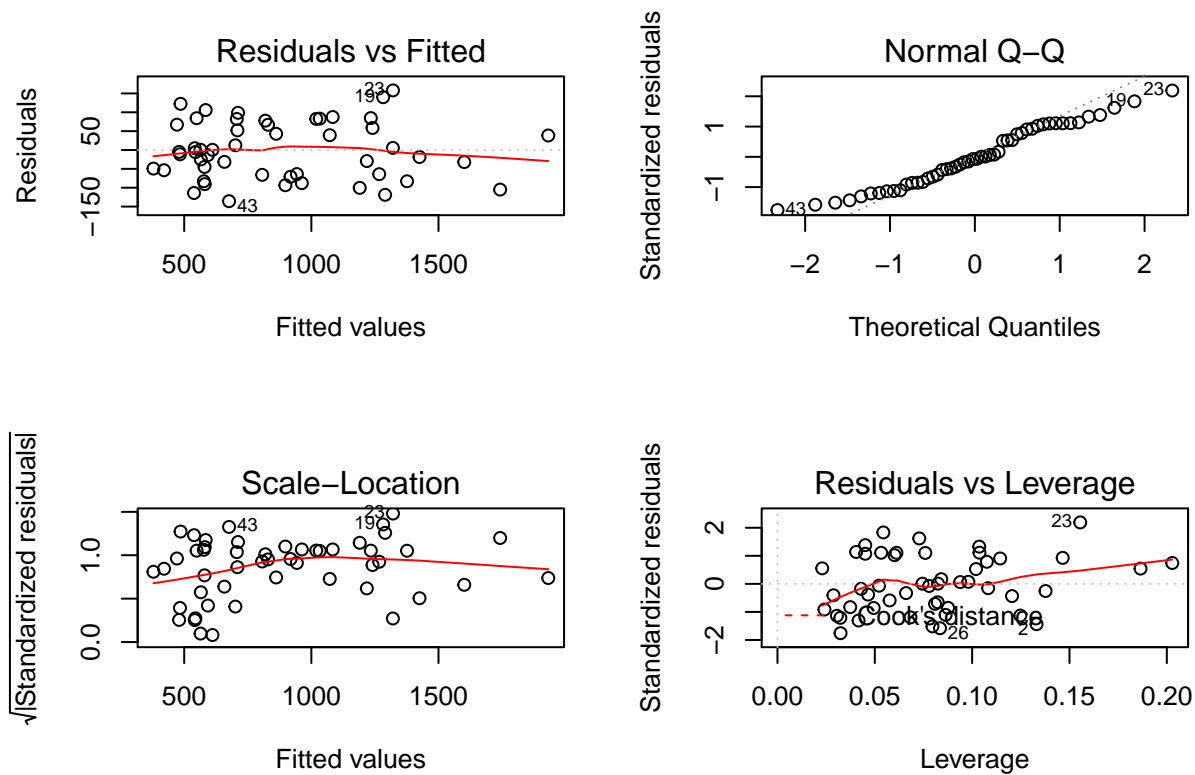 Residuals vs Fitted
Residuals
50
−150
23
19
43
500 1000 1500
Fitted values
Normal Q−Q
Standardized residuals
1
−1
19
23
43
−2 −1 0 1 2
Theoretical Quantiles
Scale−Location
√|Standardized residuals|
1.0
0.0
43
23
19
500 1000 1500
Fitted values
Residuals vs Leverage
Standardized residuals
2
0
−2
23
Cook's distance
26
2
0.00 0.05 0.10 0.15 0.20
Leverage